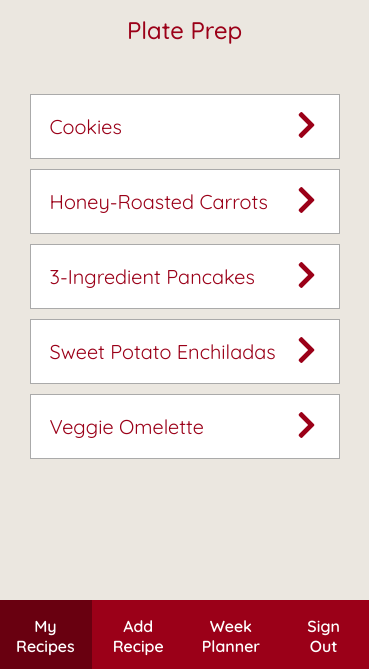 Plate Prep
Cookies
Honey-Roasted Carrots
3-Ingredient Pancakes
Sweet Potato Enchiladas
Veggie Omelette
My
Recipes
Add
Recipe
Week
Planner
Sign
Out